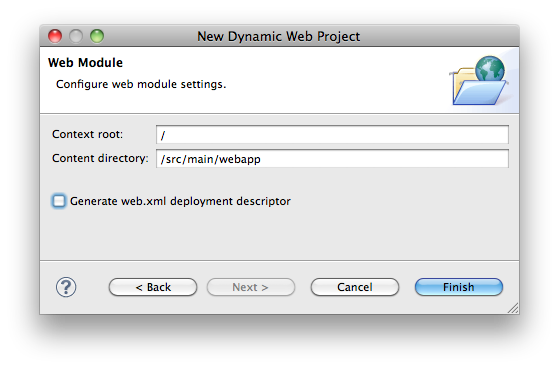 New Dynamic Web Project
Web Module
Configure web module settings.
Context root: /
Content directory: /src/main/webapp
Generate web.xml deployment descriptor
? < Back Next > Cancel Finish